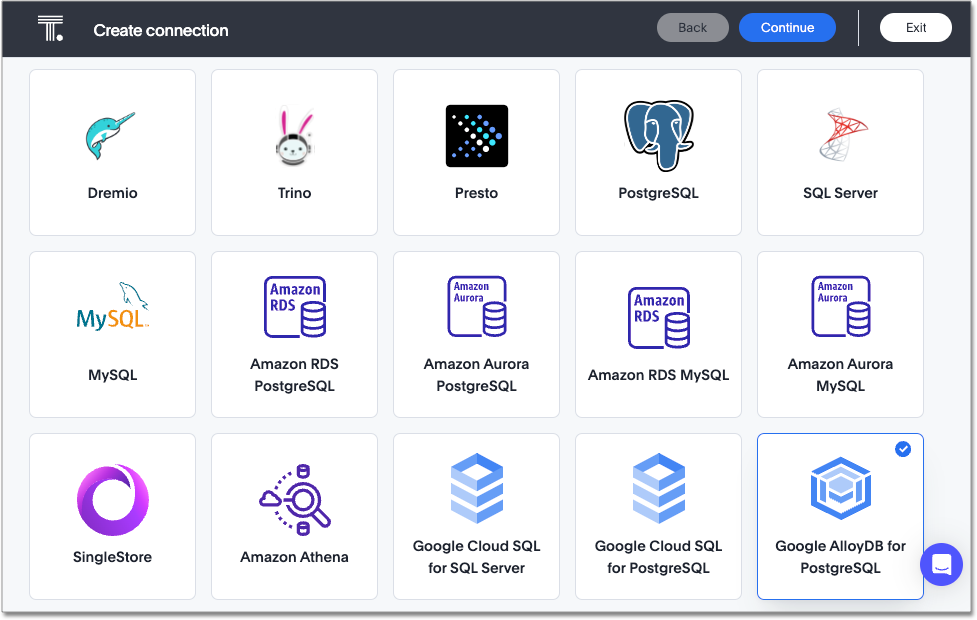 T.
Create connection
Back
Continue
Exit
Dremio
Trino
Presto
PostgreSQL
SQL Server
MySQL
MySQL
Amazon
RDS
Amazon RDS
PostgreSQL
Amazon
Aurora
Amazon Aurora
PostgreSQL
Amazon
RDS
Amazon RDS MySQL
Amazon
Aurora
Amazon Aurora
MySQL
SingleStore
Amazon Athena
Google Cloud SQL
for SQL Server
Google Cloud SQL
for PostgreSQL
Google AlloyDB for
PostgreSQL